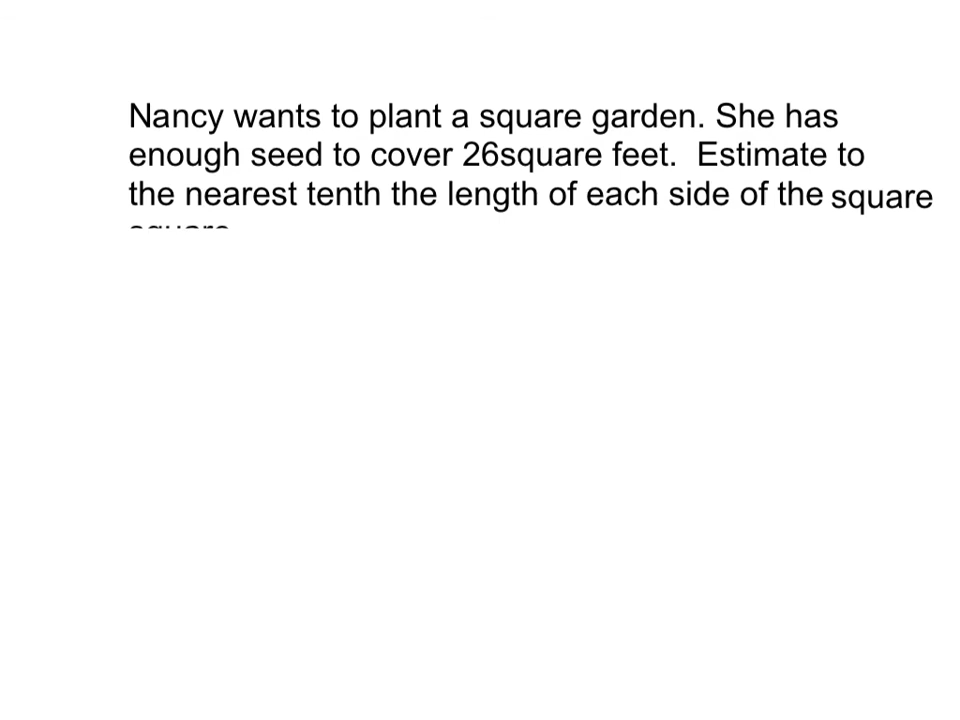 Nancy wants to plant a square garden. She has
enough seed to cover 26square feet.  Estimate to
the nearest tenth the length of each side of the square
square